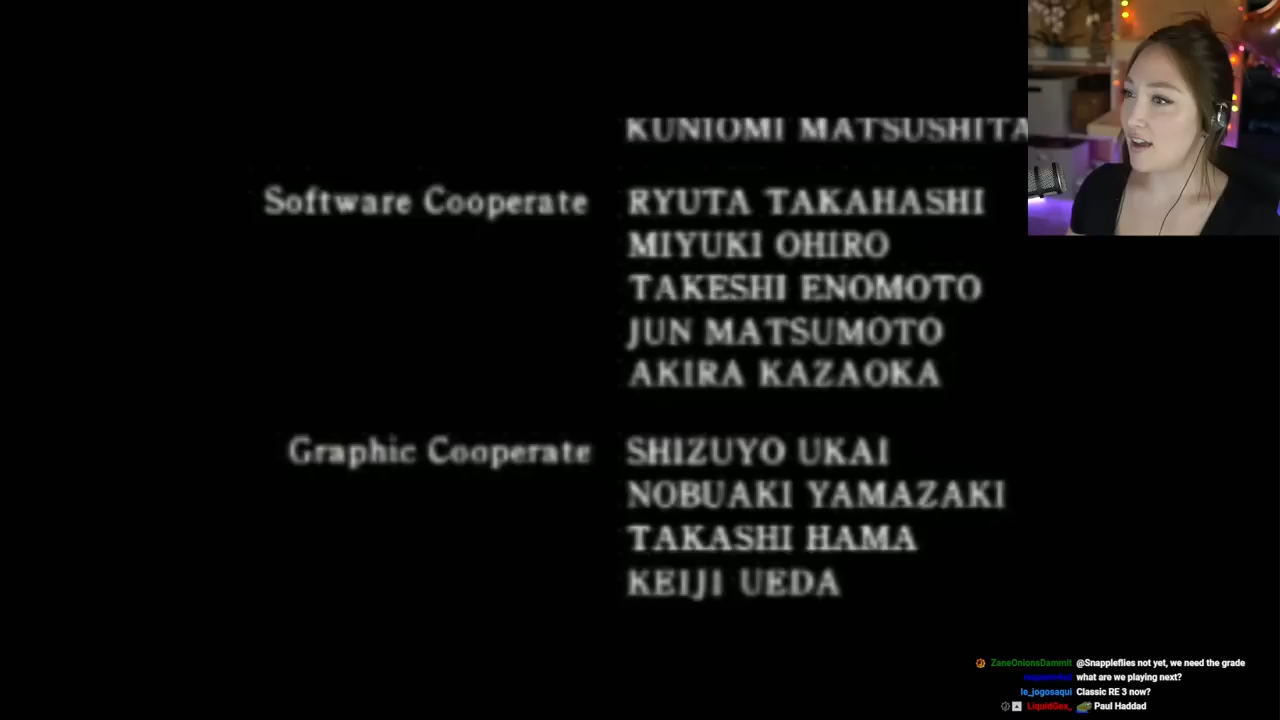 KUNIOMI MATSUSHITA
Software Cooperate RYUTA TAKAHASHI
MIYUKI OHIRO
TAKESHI ENOMOTO
JUN MATSUMOTO
AKIRA KAZAOKA
Graphic Cooperate SHIZUYO UKAI
NOBUAKI YAMAZAKI
TAKASHI HAMA
KEIJI UEDA
ZaneOnionsDammit @Snappleflies not yet, we need the grade
what are we playing next?
le_jogosaqui Classic RE 3 now?
LiquidGex_ Paul Haddad